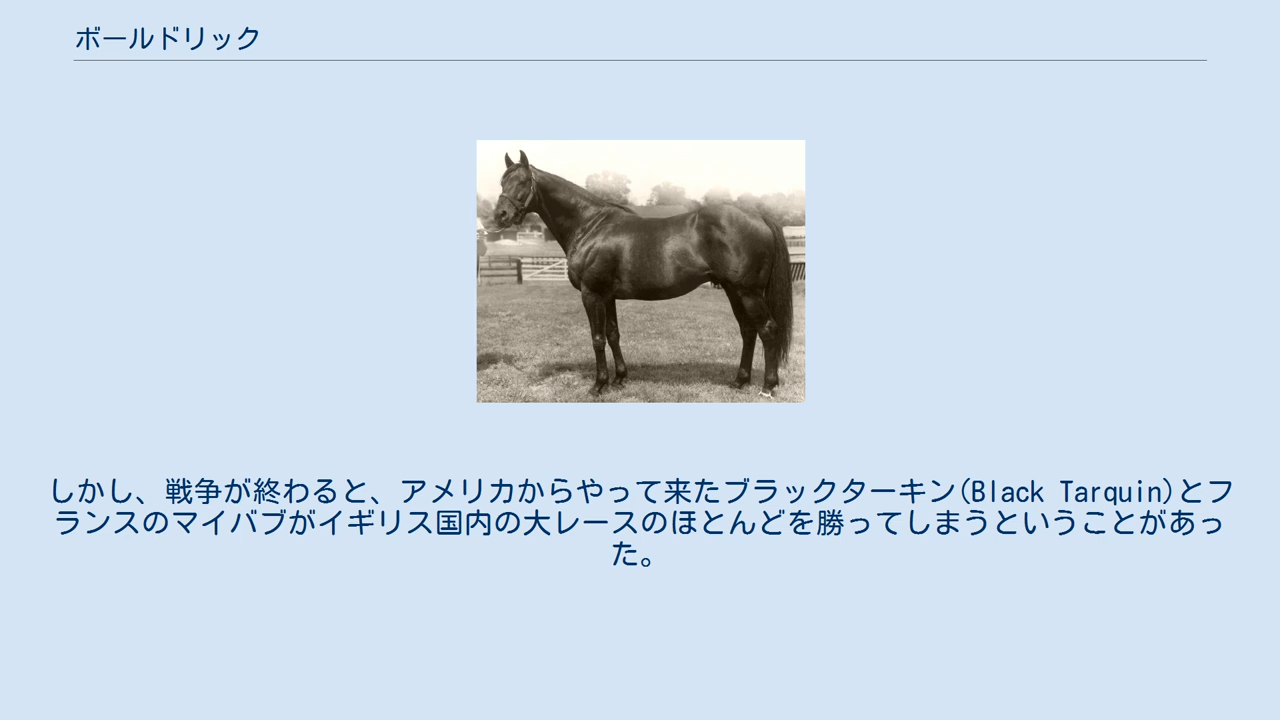 ボールドリック
しかし、戦争が終わると、アメリカからやって来たブラックターキン(Black Tarquin)とフ
ランスのマイバブがイギリス国内の大レースのほとんどを勝ってしまうということがあっ
た。